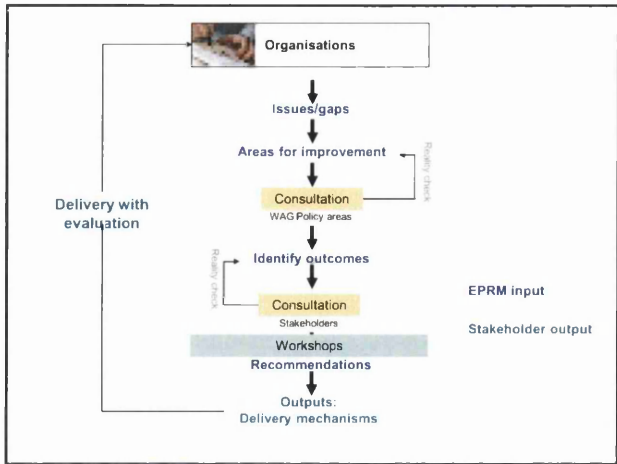 Organisations
Issues/gaps
Areas for improvement
Reality check
Consultation
WAG Policy areas
Delivery with
evaluation
Identify outcomes
Reality check
Consultation
Stakeholders
EPRM input
Stakeholder output
Workshops
Recommendations
Outputs:
Delivery mechanisms